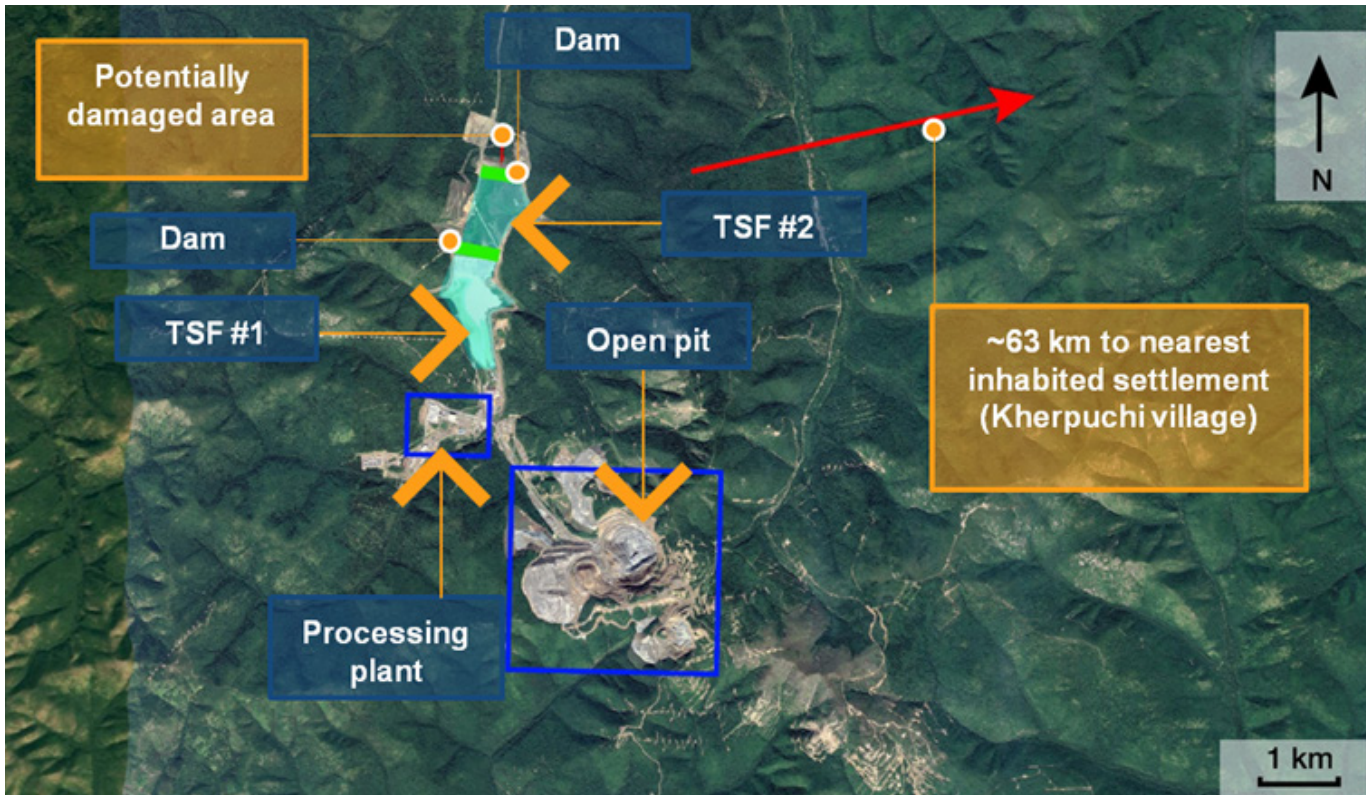 Dam
Potentially
damaged area
N
Dam
TSF #2
TSF #1
Open pit
~63 km to nearest
inhabited settlement
(Kherpuchi village)
Processing
plant
1 km